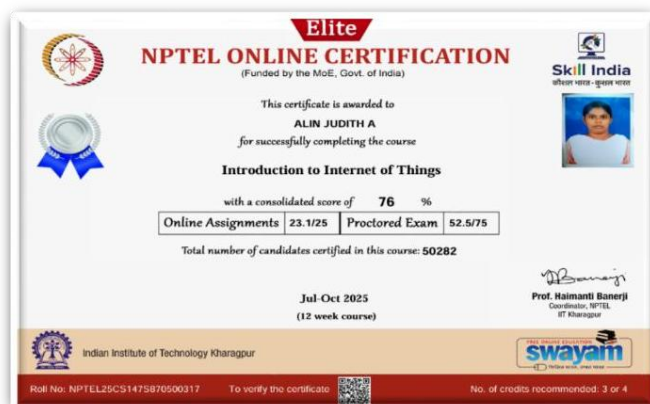 Elite
NPTEL ONLINE CERTIFICATION
(Funded by the MoE, Govt. of India)
Skill India
कौशल भारत - कुशल भारत
This certificate is awarded to
ALIN JUDITH A
for successfully completing the course
Introduction to Internet of Things
with a consolidated score of 76 %
Online Assignments 23.1/25 Proctored Exam 52.5/75
Total number of candidates certified in this course: 50282
Jul-Oct 2025
(12 week course)
Prof. Haimanti Banerji
Coordinator, NPTEL
IIT Kharagpur
Indian Institute of Technology Kharagpur
FREE ONLINE EDUCATION
swayam
Roll No: NPTEL25CS147S870500317 To verify the certificate No. of credits recommended: 3 or 4